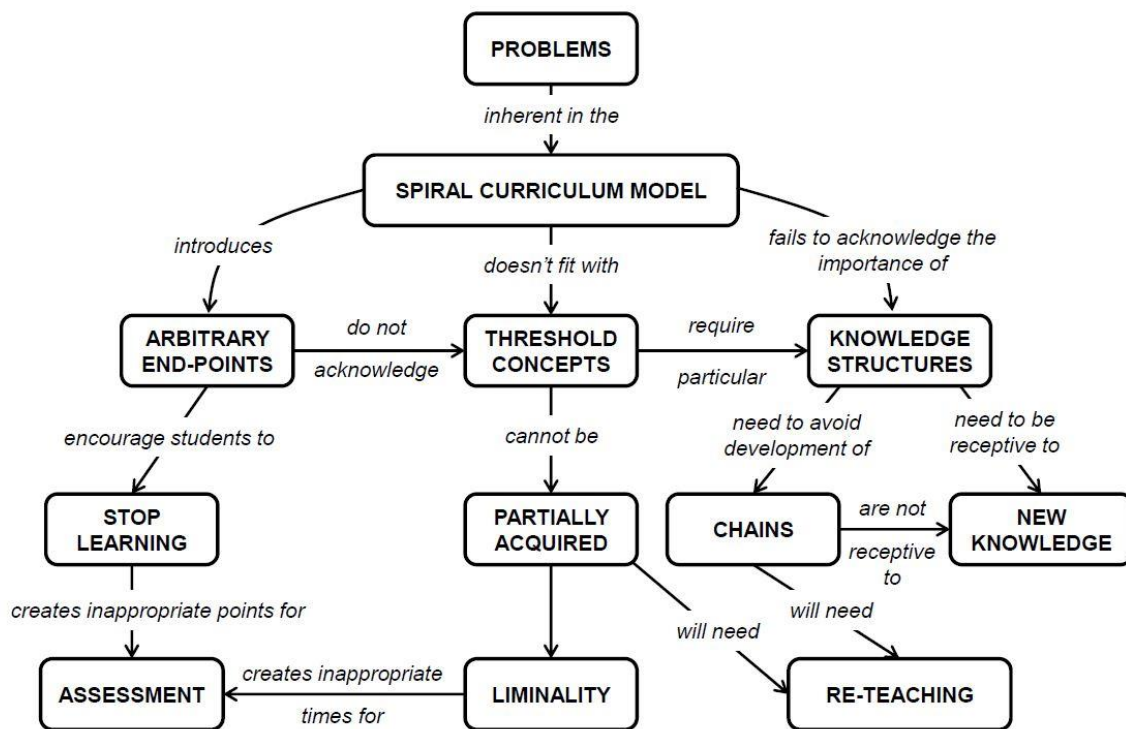 PROBLEMS
inherent in the
SPIRAL CURRICULUM MODEL
introduces
doesn't fit with
fails to acknowledge the
importance of
ARBITRARY
END-POINTS
do not
acknowledge
THRESHOLD
CONCEPTS
require
particular
KNOWLEDGE
STRUCTURES
encourage students to
cannot be
need to avoid
development of
need to be
receptive to
STOP
LEARNING
PARTIALLY
ACQUIRED
CHAINS
are not
receptive
to
NEW
KNOWLEDGE
creates inappropriate points for
will need
will need
ASSESSMENT
creates inappropriate
times for
LIMINALITY
RE-TEACHING